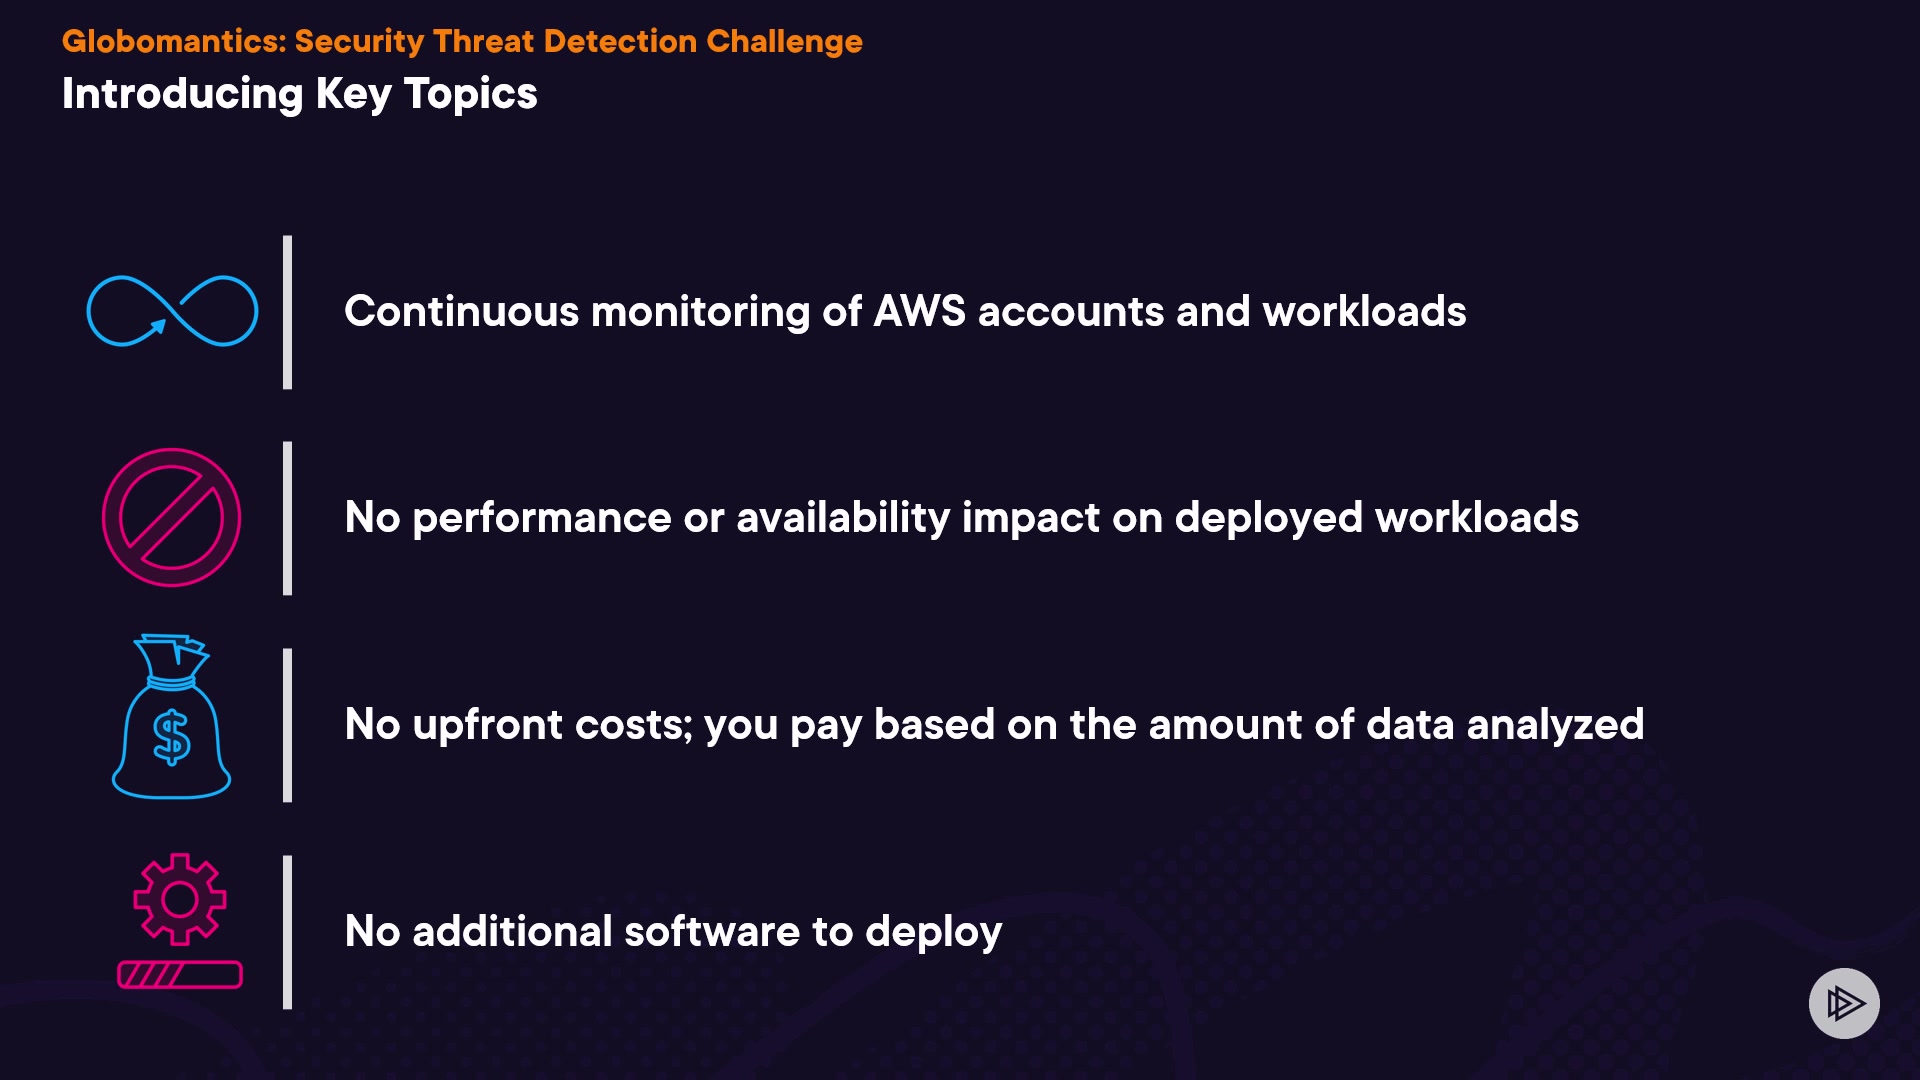 Globomantics: Security Threat Detection Challenge
Introducing Key Topics
Continuous monitoring of AWS accounts and workloads
No performance or availability impact on deployed workloads
$
No upfront costs; you pay based on the amount of data analyzed
No additional software to deploy